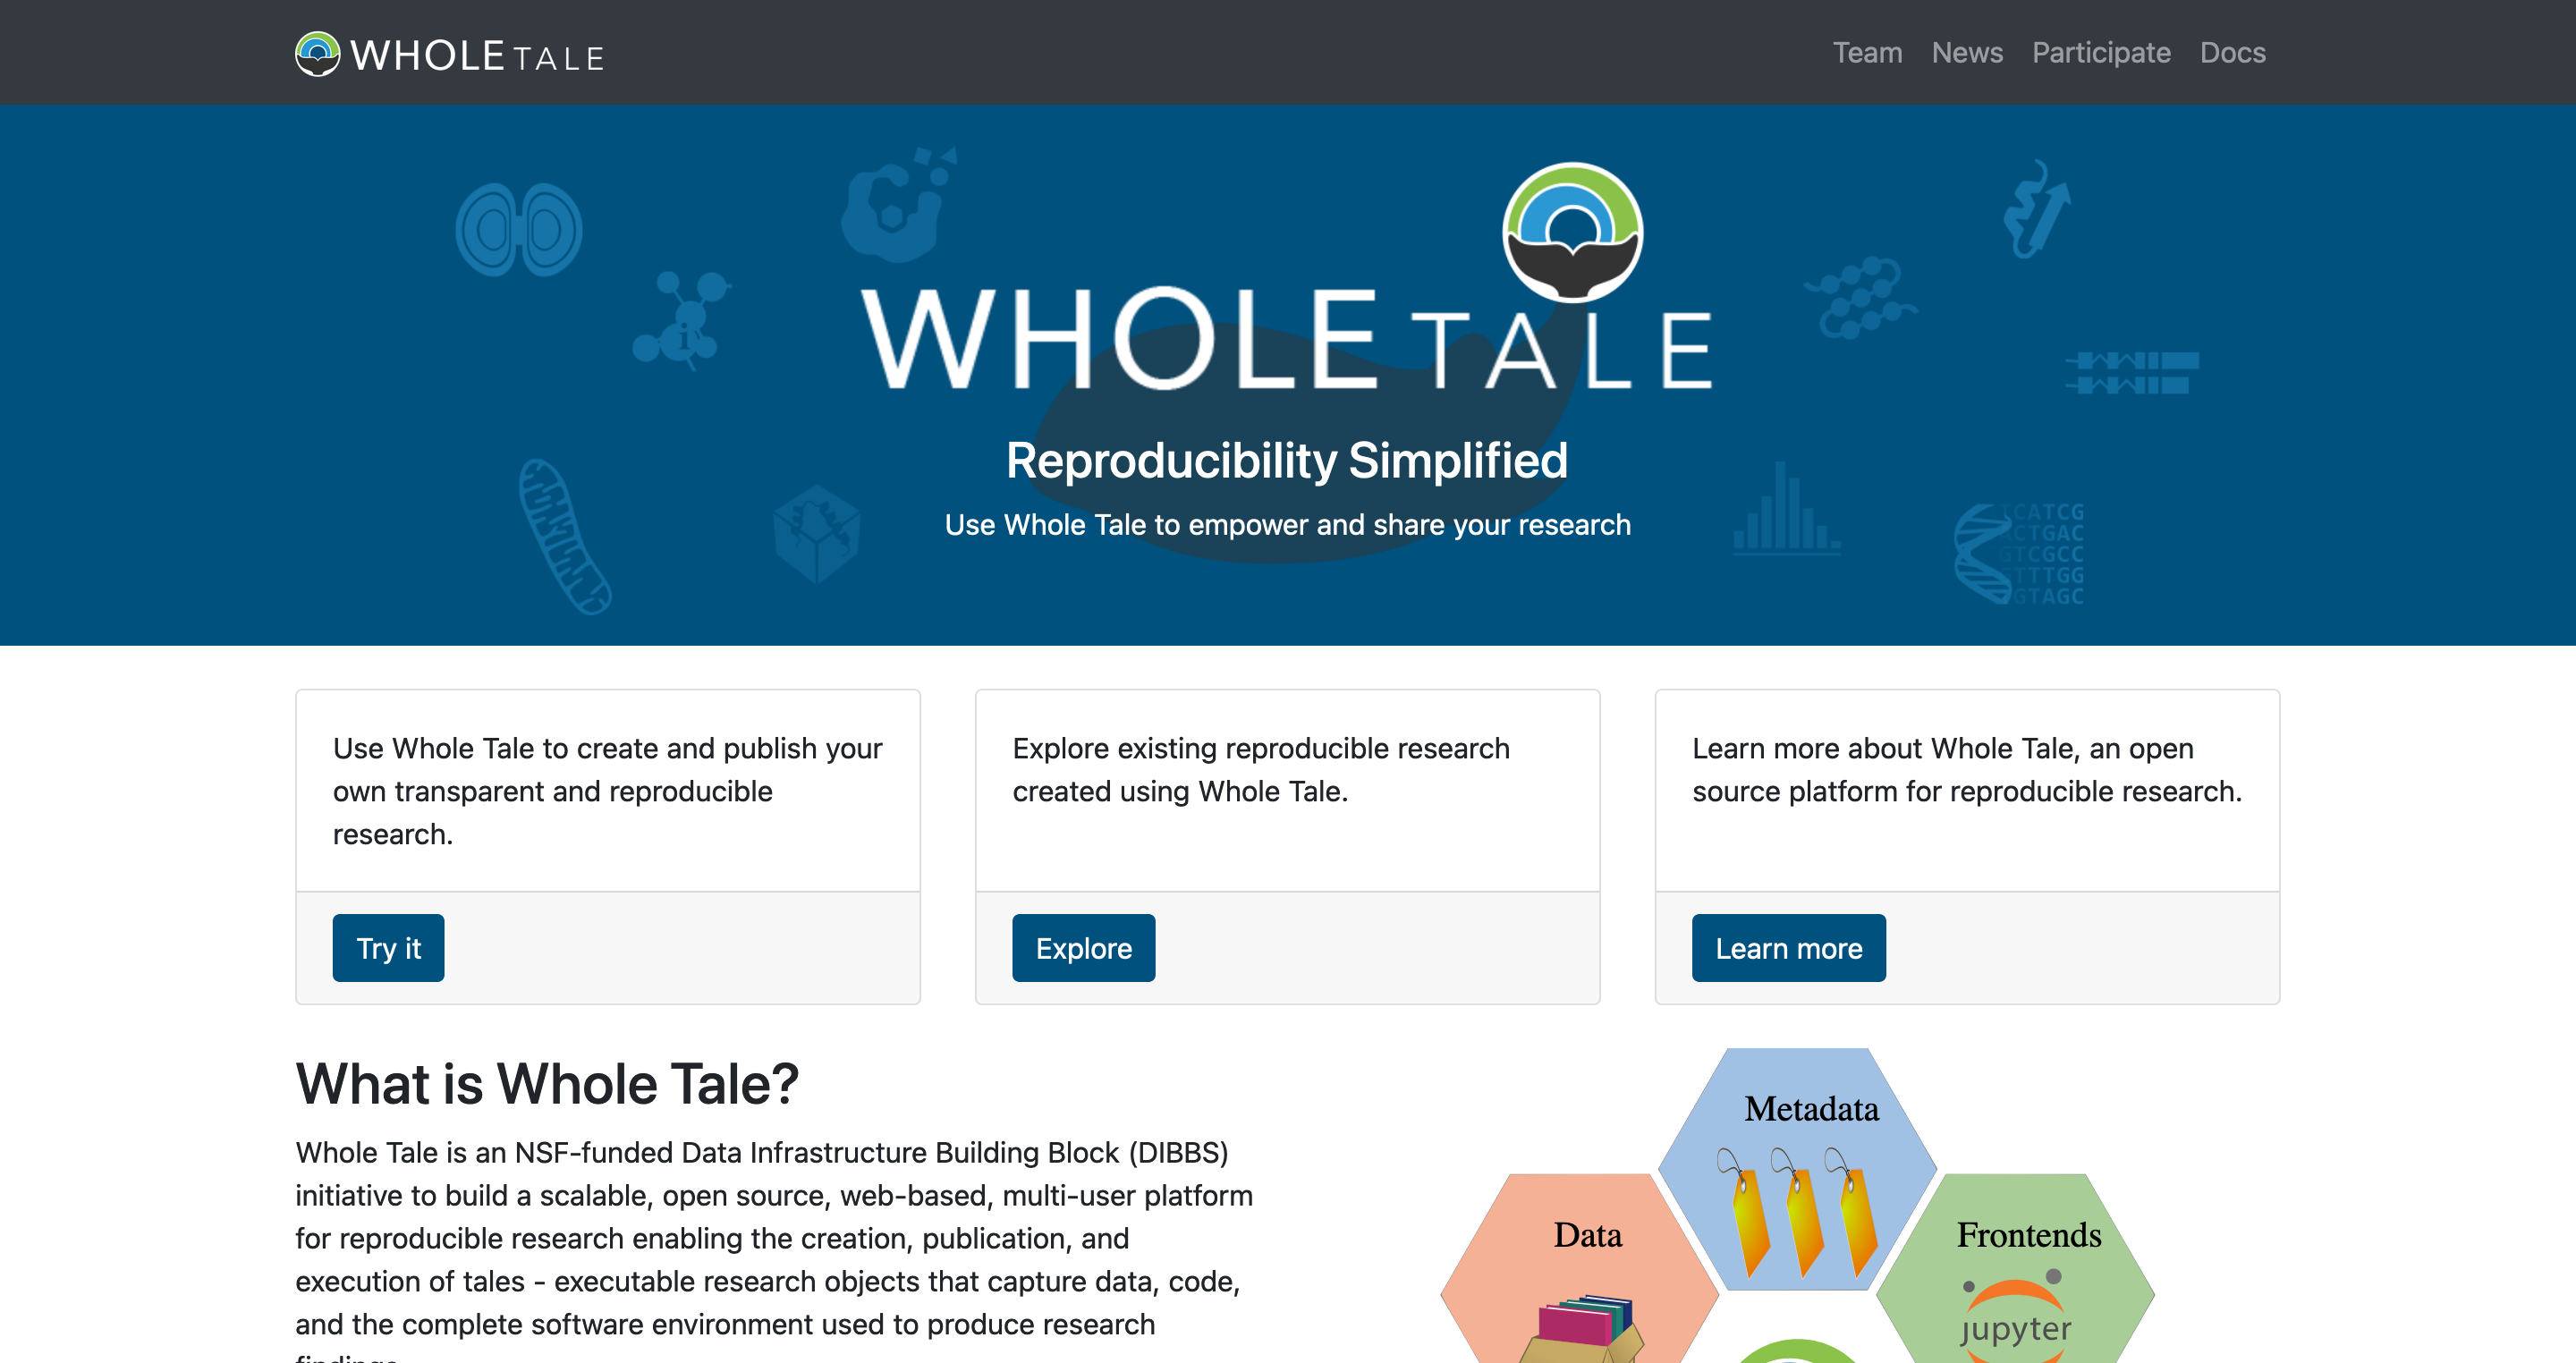 WHOLE TALE
Team News Participate Docs
i
WHOLE TALE
Reproducibility Simplified
Use Whole Tale to empower and share your research
CATCG
CTGAC
GTCGCC
TTTGG
GTAGC
Use Whole Tale to create and publish your
own transparent and reproducible
research.
Try it
Explore existing reproducible research
created using Whole Tale.
Explore
Learn more about Whole Tale, an open
source platform for reproducible research.
Learn more
What is Whole Tale?
Whole Tale is an NSF-funded Data Infrastructure Building Block (DIBBS)
initiative to build a scalable, open source, web-based, multi-user platform
for reproducible research enabling the creation, publication, and
execution of tales - executable research objects that capture data, code,
and the complete software environment used to produce research
Metadata
Data
Frontends
jupyter